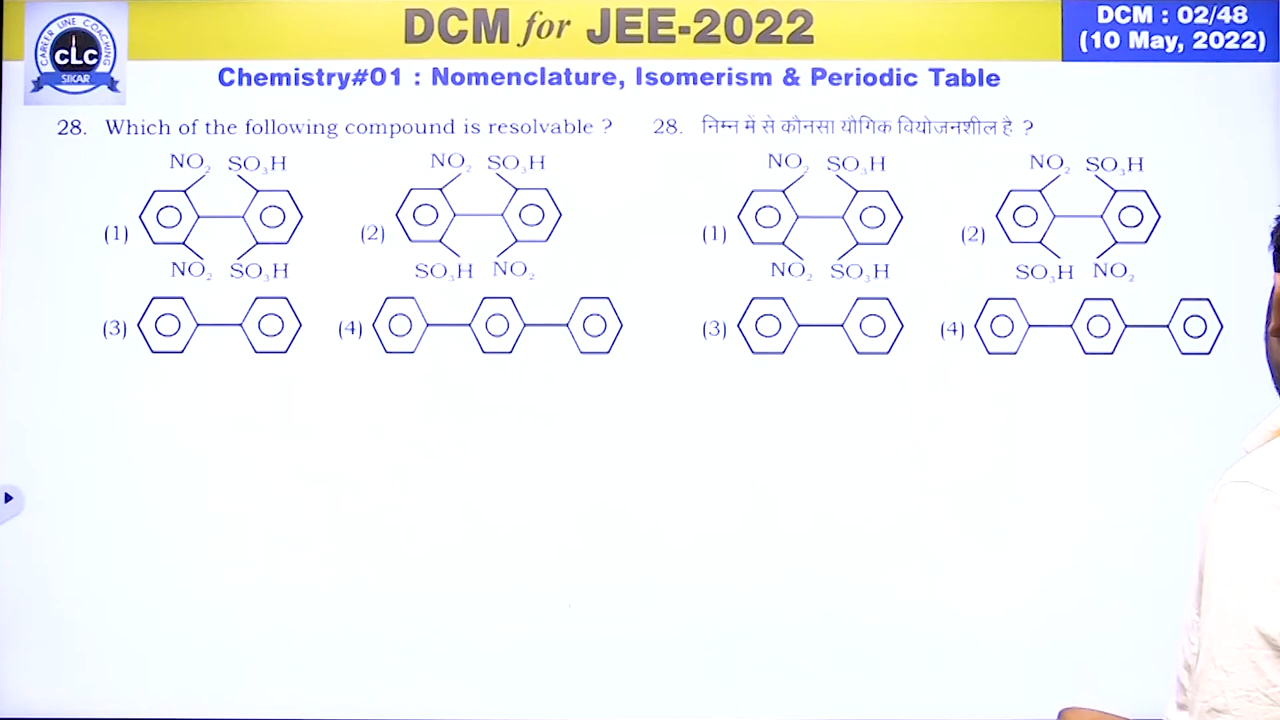 CAREER LINE COACHING
CLC
SIKAR
DCM for JEE-2022
DCM : 02/48
(10 May, 2022)
Chemistry#01 : Nomenclature, Isomerism & Periodic Table
28. Which of the following compound is resolvable ?
NO₂ SO₃H NO₂ SO₃H
(1) (2)
NO₂ SO₃H SO₃H NO₂
(3) (4)
28. निम्न में से कौनसा यौगिक वियोजनशील है ?
NO₂ SO₃H NO₂ SO₃H
(1) (2)
NO₂ SO₃H SO₃H NO₂
(3) (4)